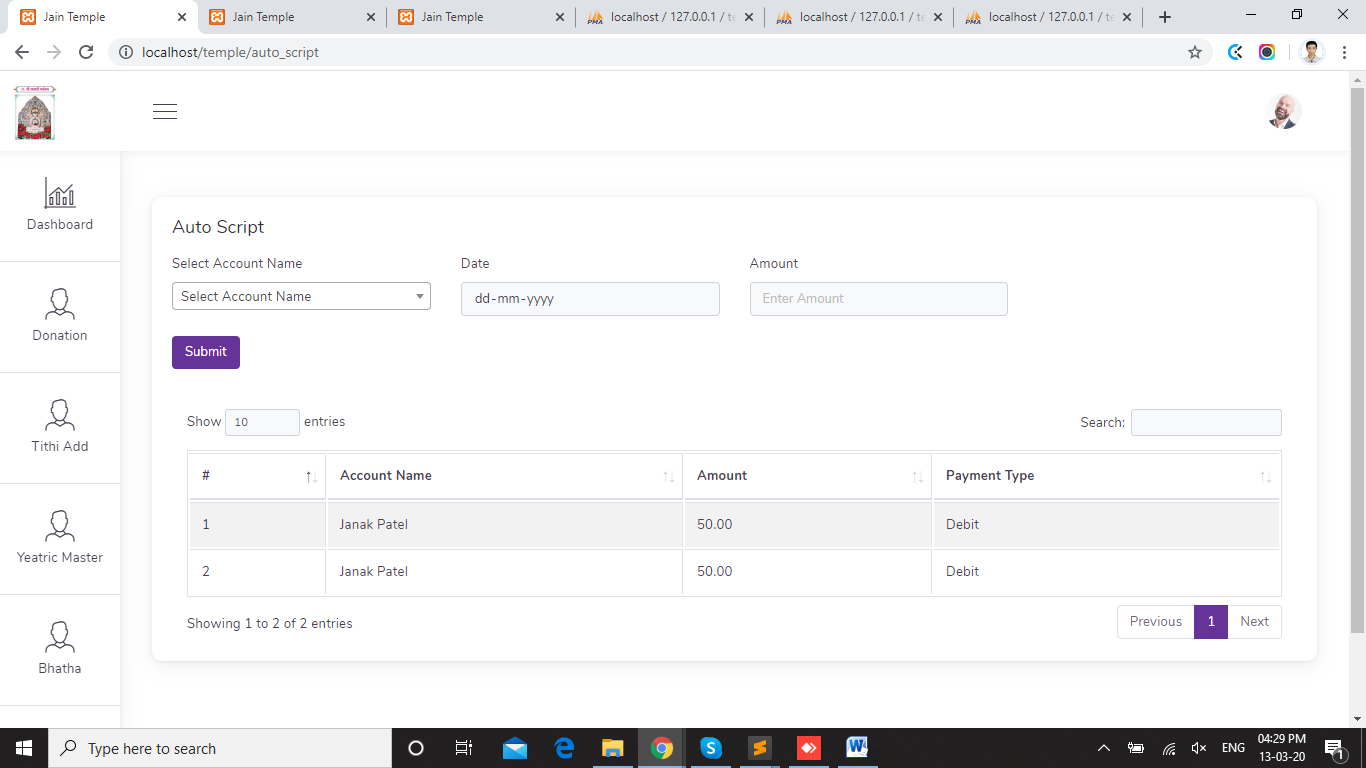 Jain Temple
Jain Temple
Jain Temple
localhost / 127.0.0.1 / te
localhost / 127.0.0.1 / te
localhost / 127.0.0.1 / te
localhost/temple/auto_script
Dashboard
Donation
Tithi Add
Yeatric Master
Bhatha
Auto Script
Select Account Name Date Amount
Select Account Name dd-mm-yyyy Enter Amount
Submit
Show 10 entries Search:
# Account Name Amount Payment Type
1 Janak Patel 50.00 Debit
2 Janak Patel 50.00 Debit
Showing 1 to 2 of 2 entries Previous 1 Next
Type here to search
ENG
04:29 PM
13-03-20
1